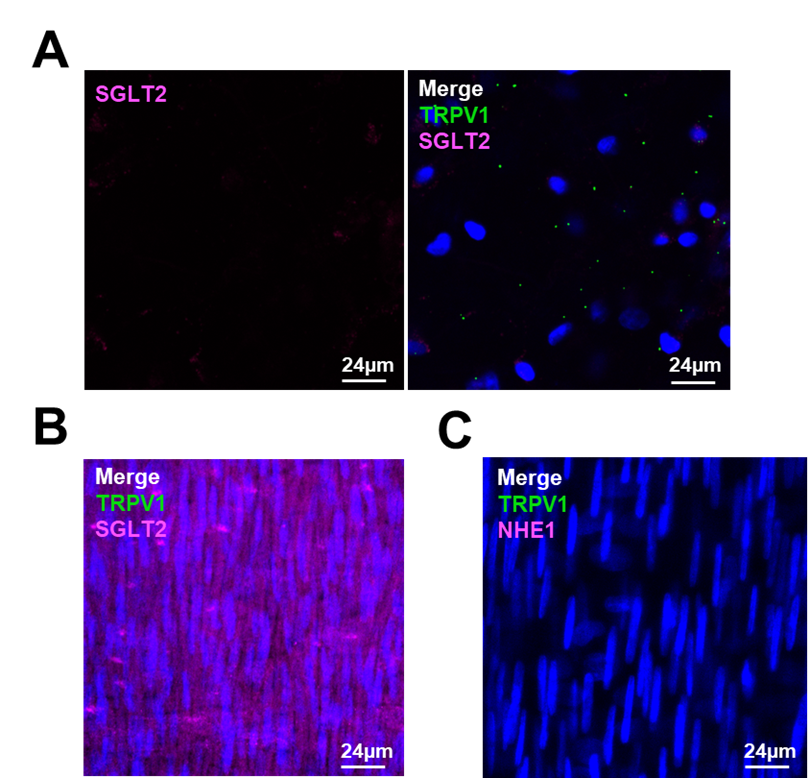 A
SGLT2
Merge
TRPV1
SGLT2
24µm
24µm
B
C
Merge
TRPV1
SGLT2
Merge
TRPV1
NHE1
24µm
24µm